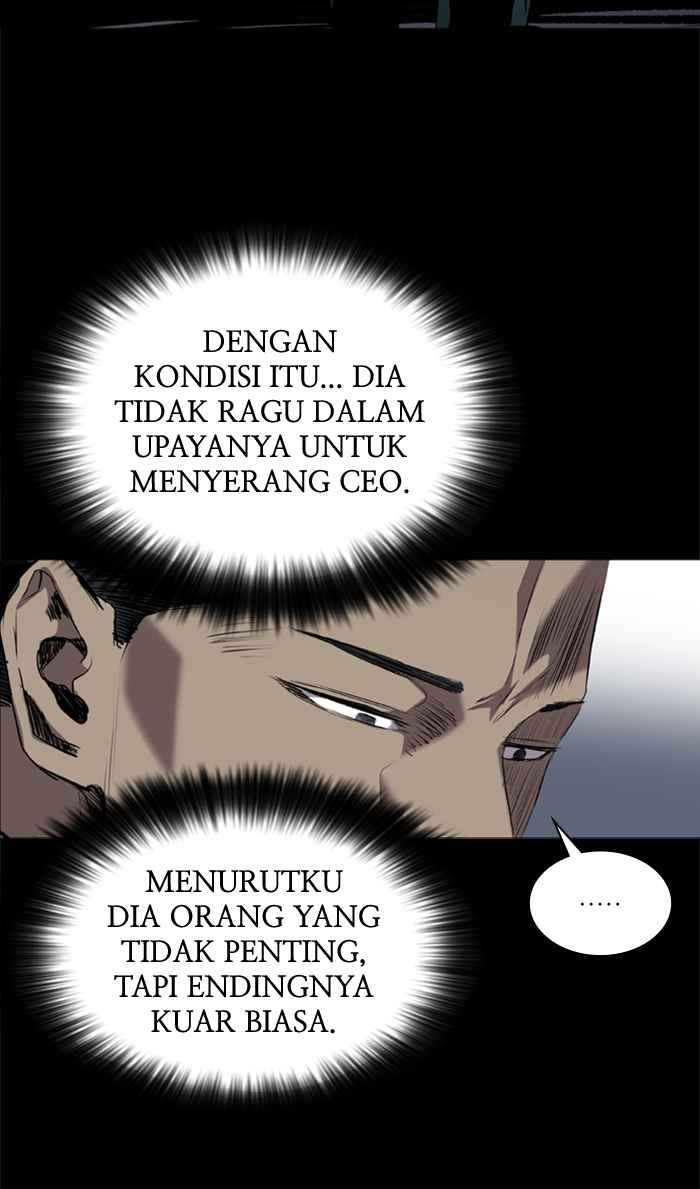 DENGAN
KONDISI ITU... DIA
TIDAK RAGU DALAM
UPAYANYA UNTUK
MENYERANG CEO.
MENURUTKU
DIA ORANG YANG
TIDAK PENTING,
TAPI ENDINGNYA
KUAR BIASA.
.....